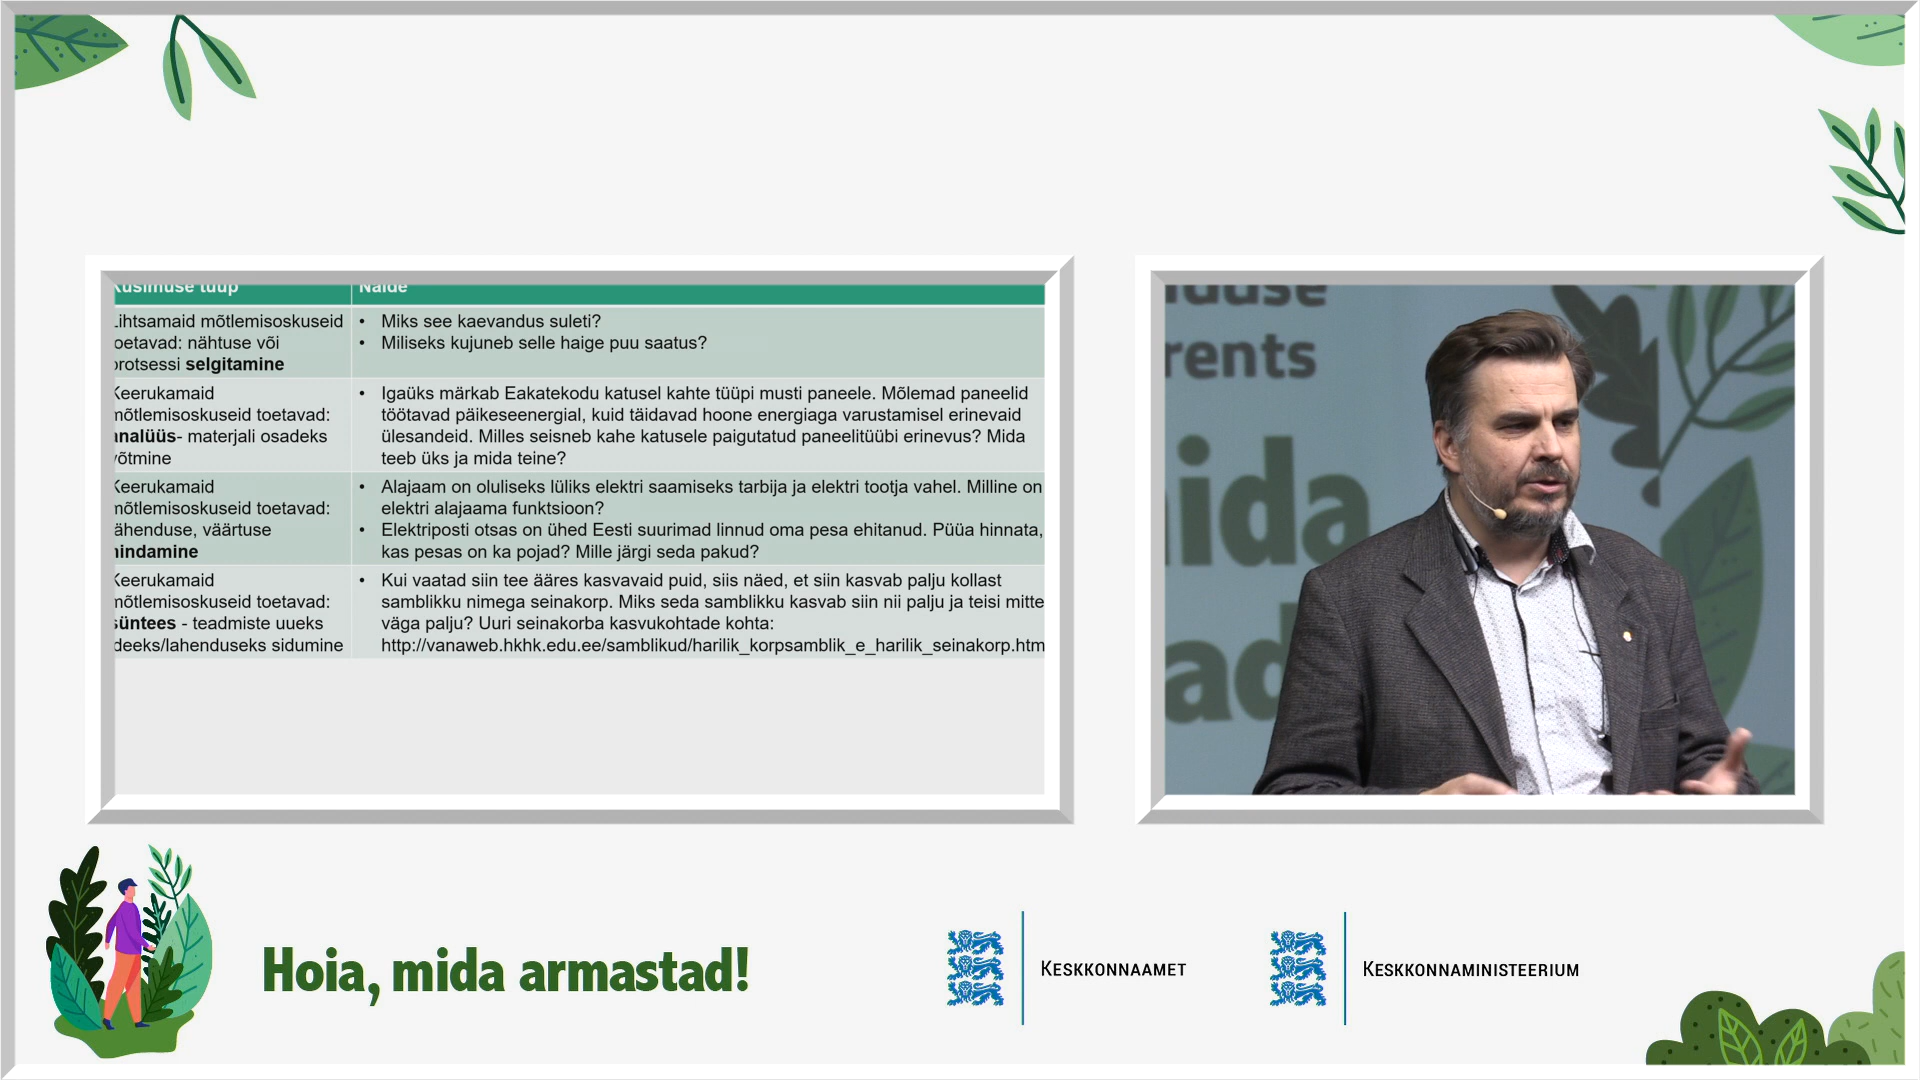 Küsimuse tüüp
Näide
Lihtsamaid mõtlemisoskuseid
oetavad: nähtuse või
protsessi selgitamine
• Miks see kaevandus suleti?
• Miliseks kujuneb selle haige puu saatus?
Keerukamaid
mõtlemisoskuseid toetavad:
analüüs- materjali osadeks
võtmine
• Igaüks märkab Eakatekodu katusel kahte tüüpi musti paneele. Mõlemad paneelid
töötavad päikeseenergial, kuid täidavad hoone energiaga varustamisel erinevaid
ülesandeid. Milles seisneb kahe katusele paigutatud paneelitüübi erinevus? Mida
teeb üks ja mida teine?
Keerukamaid
mõtlemisoskuseid toetavad:
ähenduse, väärtuse
hindamine
• Alajaam on oluliseks lüliks elektri saamiseks tarbija ja elektri tootja vahel. Milline on
elektri alajaama funktsioon?
• Elektriposti otsas on ühed Eesti suurimad linnud oma pesa ehitanud. Püüa hinnata,
kas pesas on ka pojad? Mille järgi seda pakud?
Keerukamaid
mõtlemisoskuseid toetavad:
süntees - teadmiste uueks
deeks/lahenduseks sidumine
• Kui vaatad siin tee ääres kasvavaid puid, siis näed, et siin kasvab palju kollast
samblikku nimega seinakorp. Miks seda samblikku kasvab siin nii palju ja teisi mitte
väga palju? Uuri seinakorba kasvukohtade kohta:
http://vanaweb.hkhk.edu.ee/samblikud/harilik_korpsamblik_e_harilik_seinakorp.htm
duse
rents
ida
ad
Hoia, mida armastad!
KESKKONNAAMET
KESKKONNAMINISTEERIUM